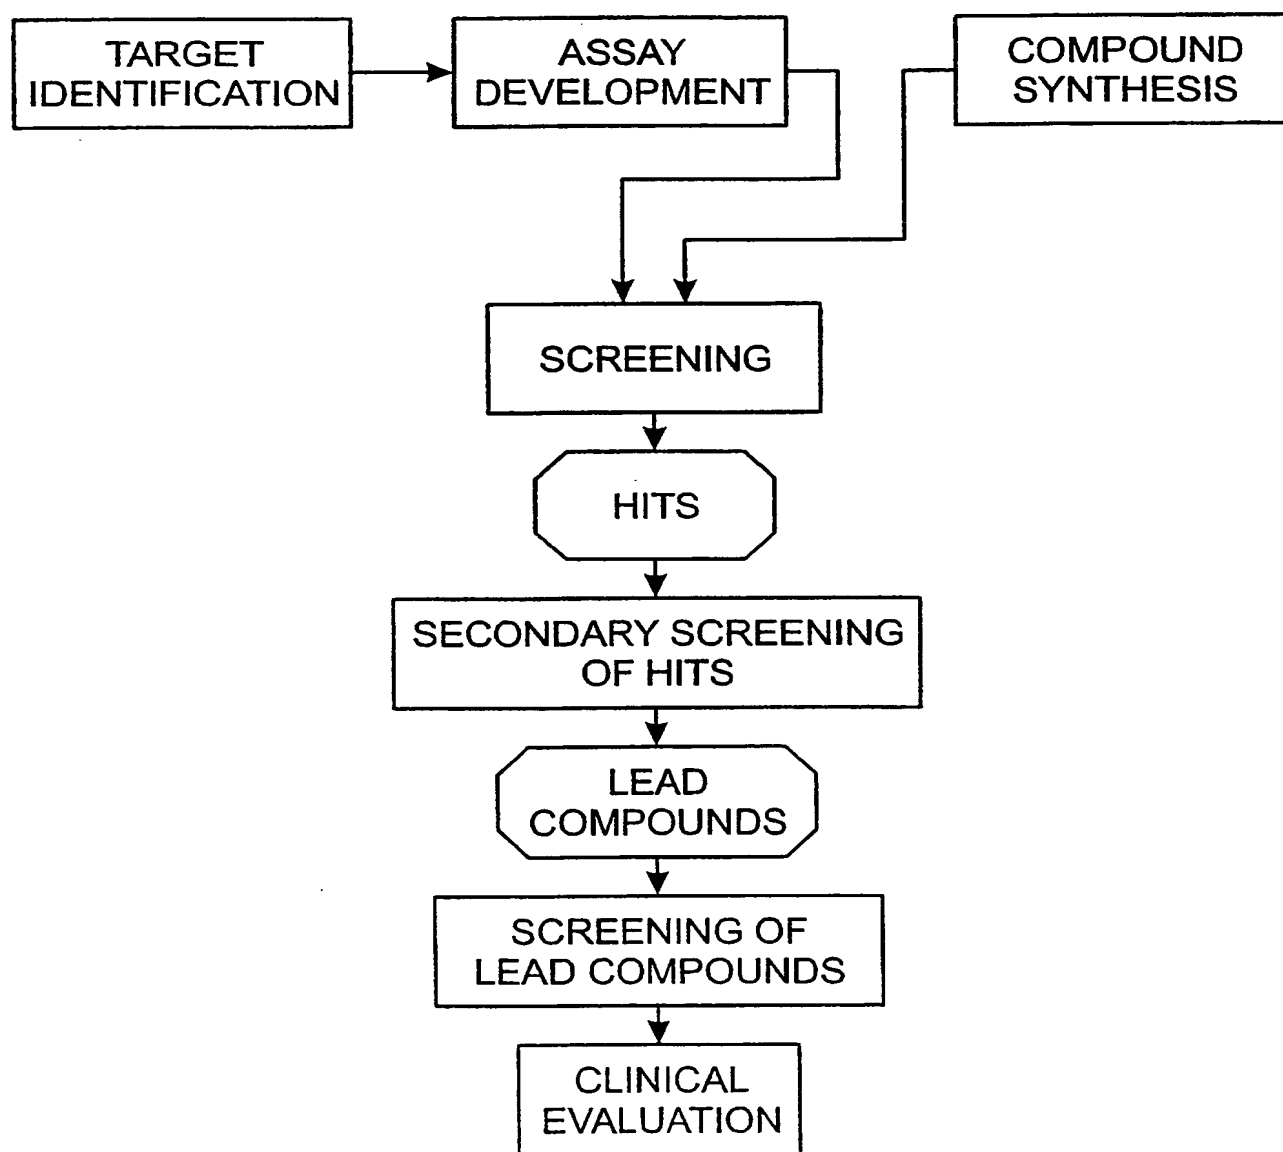 TARGET
IDENTIFICATION
ASSAY
DEVELOPMENT
COMPOUND
SYNTHESIS
SCREENING
HITS
SECONDARY SCREENING
OF HITS
LEAD
COMPOUNDS
SCREENING OF
LEAD COMPOUNDS
CLINICAL
EVALUATION